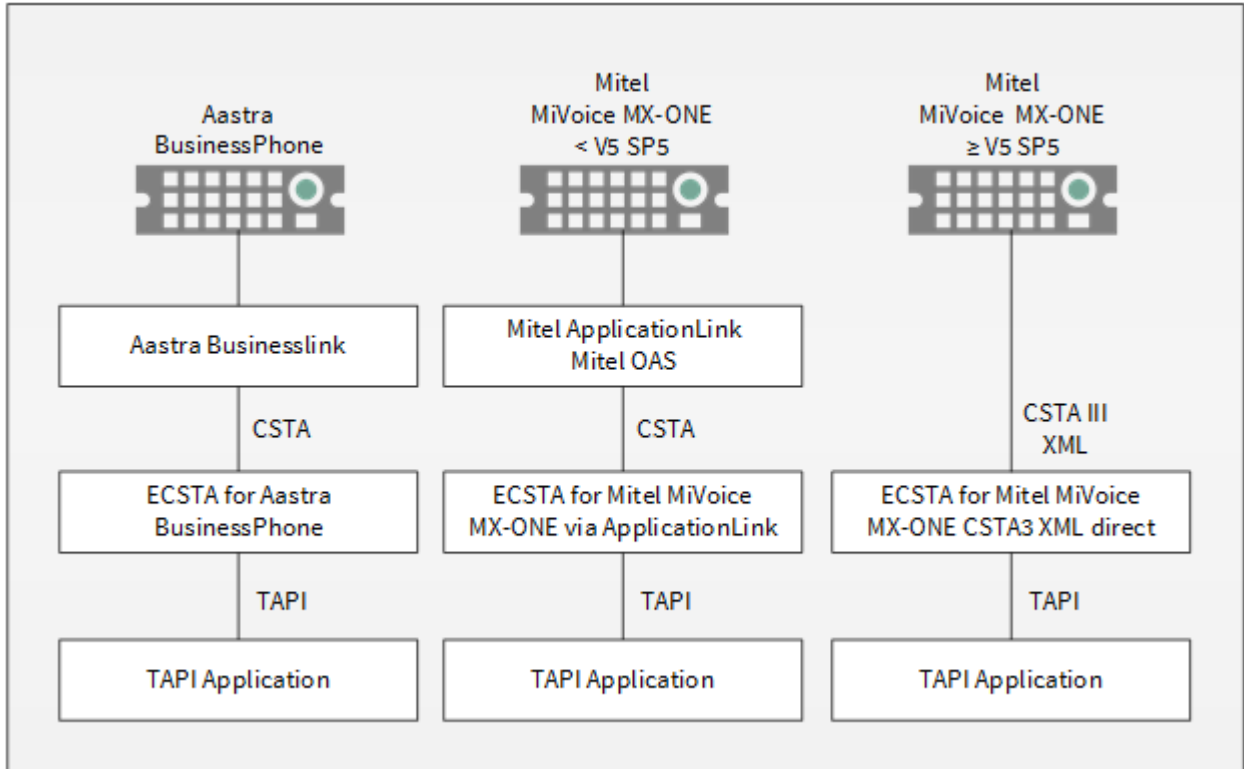 Aastra
BusinessPhone
Mitel
MiVoice MX-ONE
< V5 SP5
Mitel
MiVoice MX-ONE
≥ V5 SP5
Aastra Businesslink
Mitel ApplicationLink
Mitel OAS
CSTA
CSTA
CSTA III
XML
ECSTA for Aastra
BusinessPhone
ECSTA for Mitel MiVoice
MX-ONE via ApplicationLink
ECSTA for Mitel MiVoice
MX-ONE CSTA3 XML direct
TAPI
TAPI
TAPI
TAPI Application
TAPI Application
TAPI Application